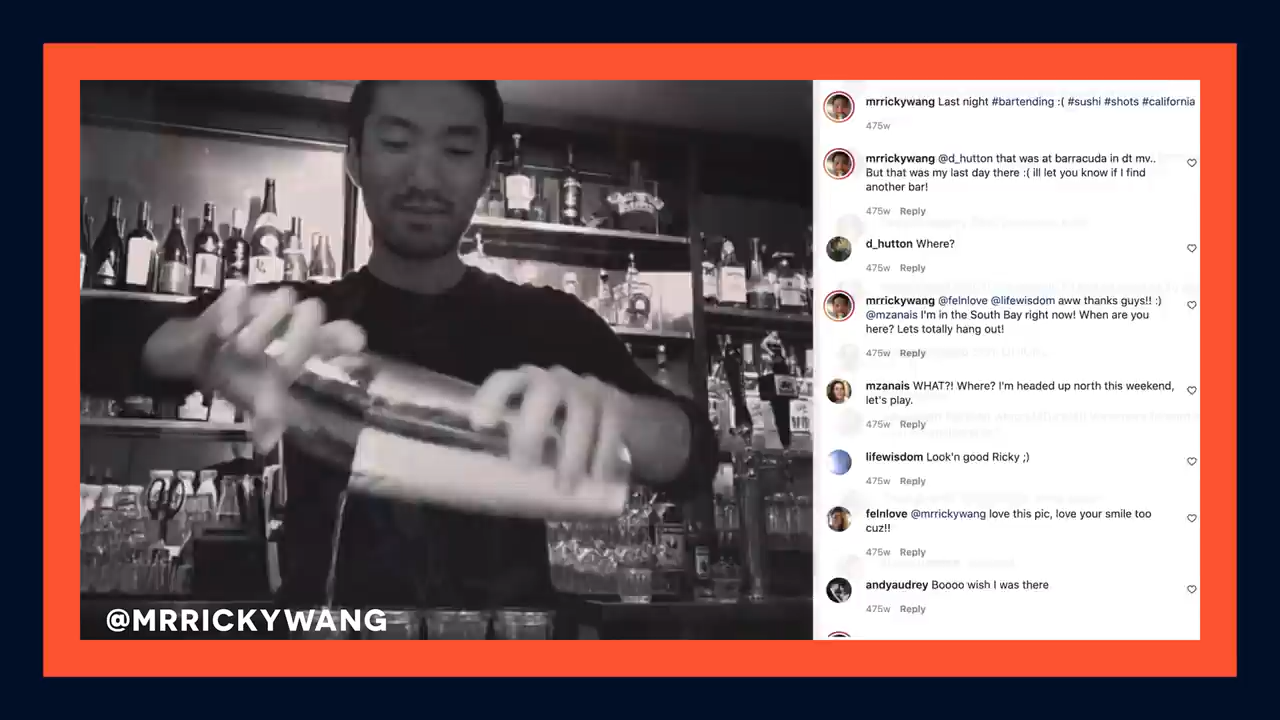 mrrickywang Last night #bartending :( #sushi #shots #california
475w
mrrickywang @d_hutton that was at barracuda in dt mv..
But that was my last day there :( ill let you know if I find
another bar!
475w Reply
d_hutton Where?
475w Reply
mrrickywang @felnlove @lifewisdom aww thanks guys!! :)
@mzanais I'm in the South Bay right now! When are you
here? Lets totally hang out!
475w Reply
mzanais WHAT?! Where? I'm headed up north this weekend,
let's play.
475w Reply
lifewisdom Look'n good Ricky ;)
475w Reply
felnlove @mrrickywang love this pic, love your smile too
cuz!!
475w Reply
andyaudrey Boooo wish I was there
475w Reply
@MRRICKYWANG